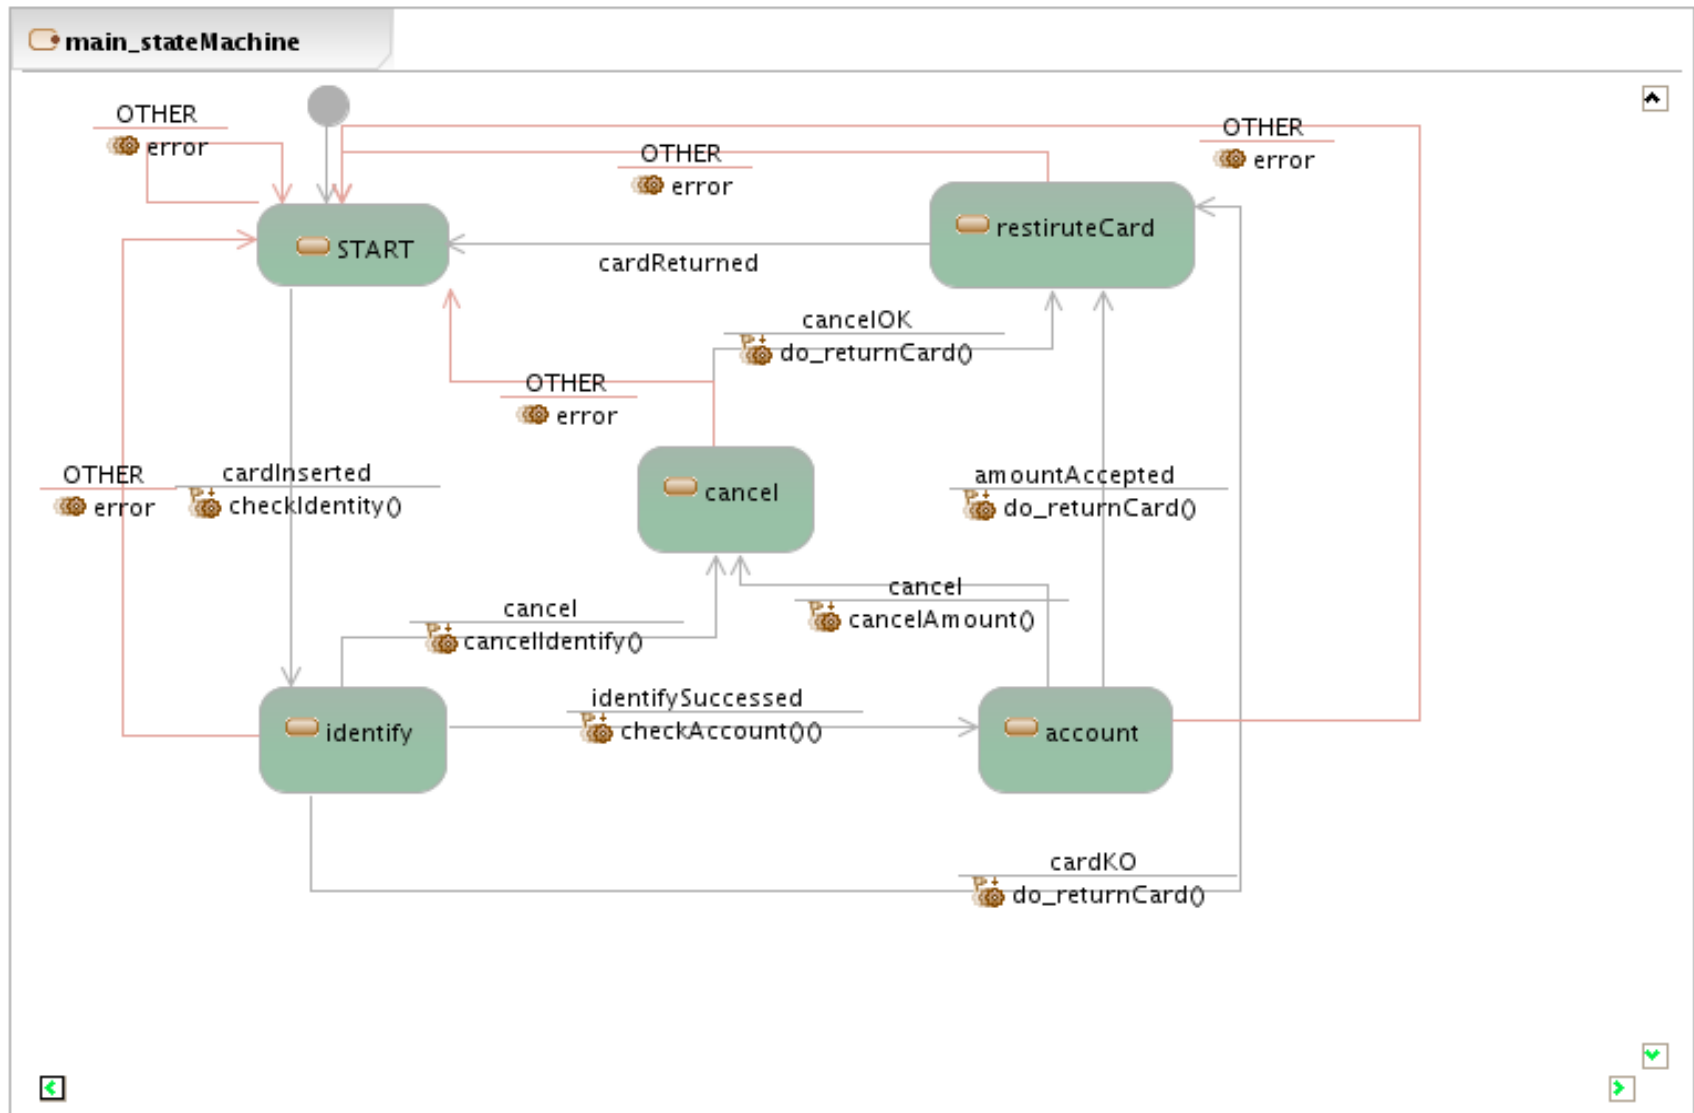 main_stateMachine
OTHER
error
OTHER
error
OTHER
error
START
restiruteCard
cardReturned
cancelOK
do_returnCard()
OTHER
error
OTHER
error
cardInserted
checkIdentity()
cancel
amountAccepted
do_returnCard()
cancel
cancelIdentify()
cancel
cancelAmount()
identifySuccessed
checkAccount()()
identify
account
cardKO
do_returnCard()